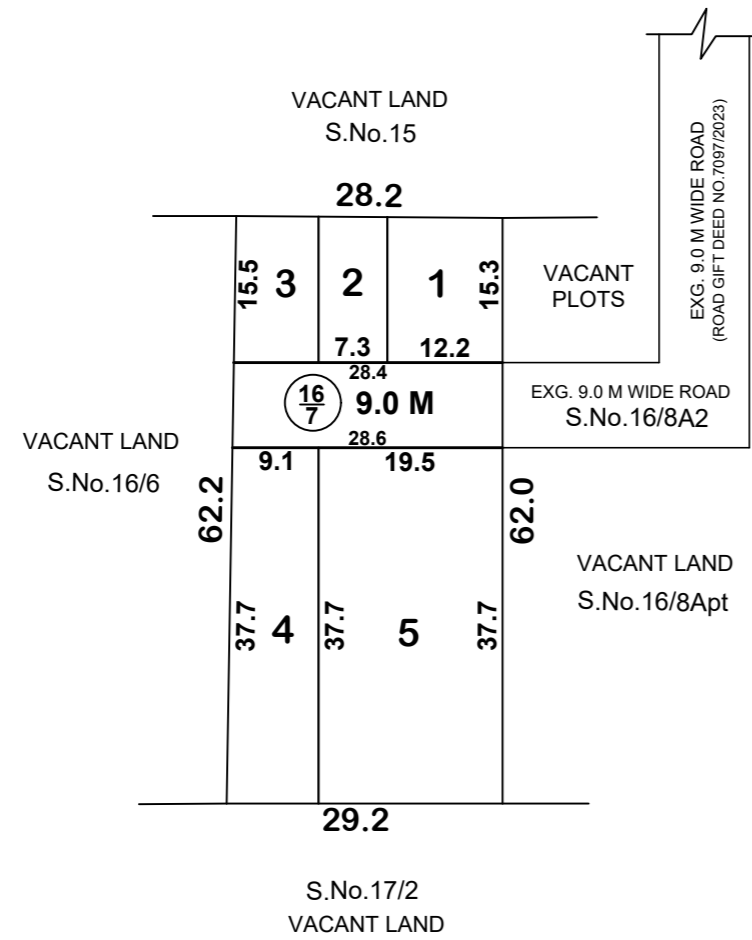 VACANT LAND
S.No.15
EXG. 9.0 M WIDE ROAD
(ROAD GIFT DEED NO.7097/2023)
28.2
15.5
3
2
1
15.3
VACANT
PLOTS
7.3
12.2
28.4
16
7
9.0 M
28.6
EXG. 9.0 M WIDE ROAD
S.No.16/8A2
VACANT LAND
S.No.16/6
9.1
19.5
62.2
62.0
VACANT LAND
S.No.16/8Apt
37.7
4
37.7
5
37.7
29.2
S.No.17/2
VACANT LAND